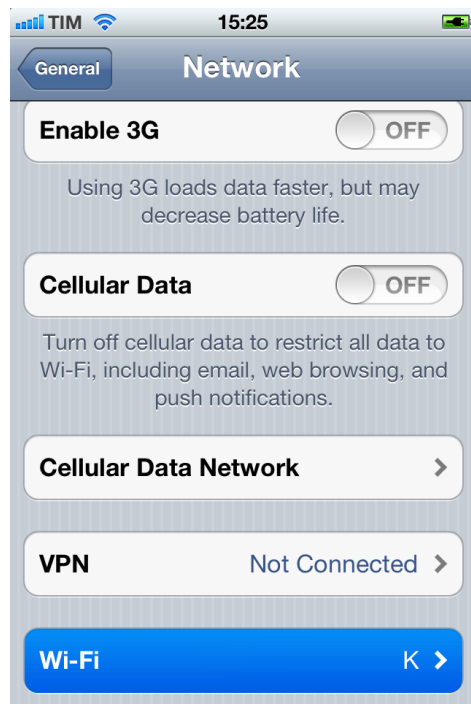 TIM 15:25
General Network
Enable 3G OFF
Using 3G loads data faster, but may
decrease battery life.
Cellular Data OFF
Turn off cellular data to restrict all data to
Wi-Fi, including email, web browsing, and
push notifications.
Cellular Data Network
VPN Not Connected
Wi-Fi K